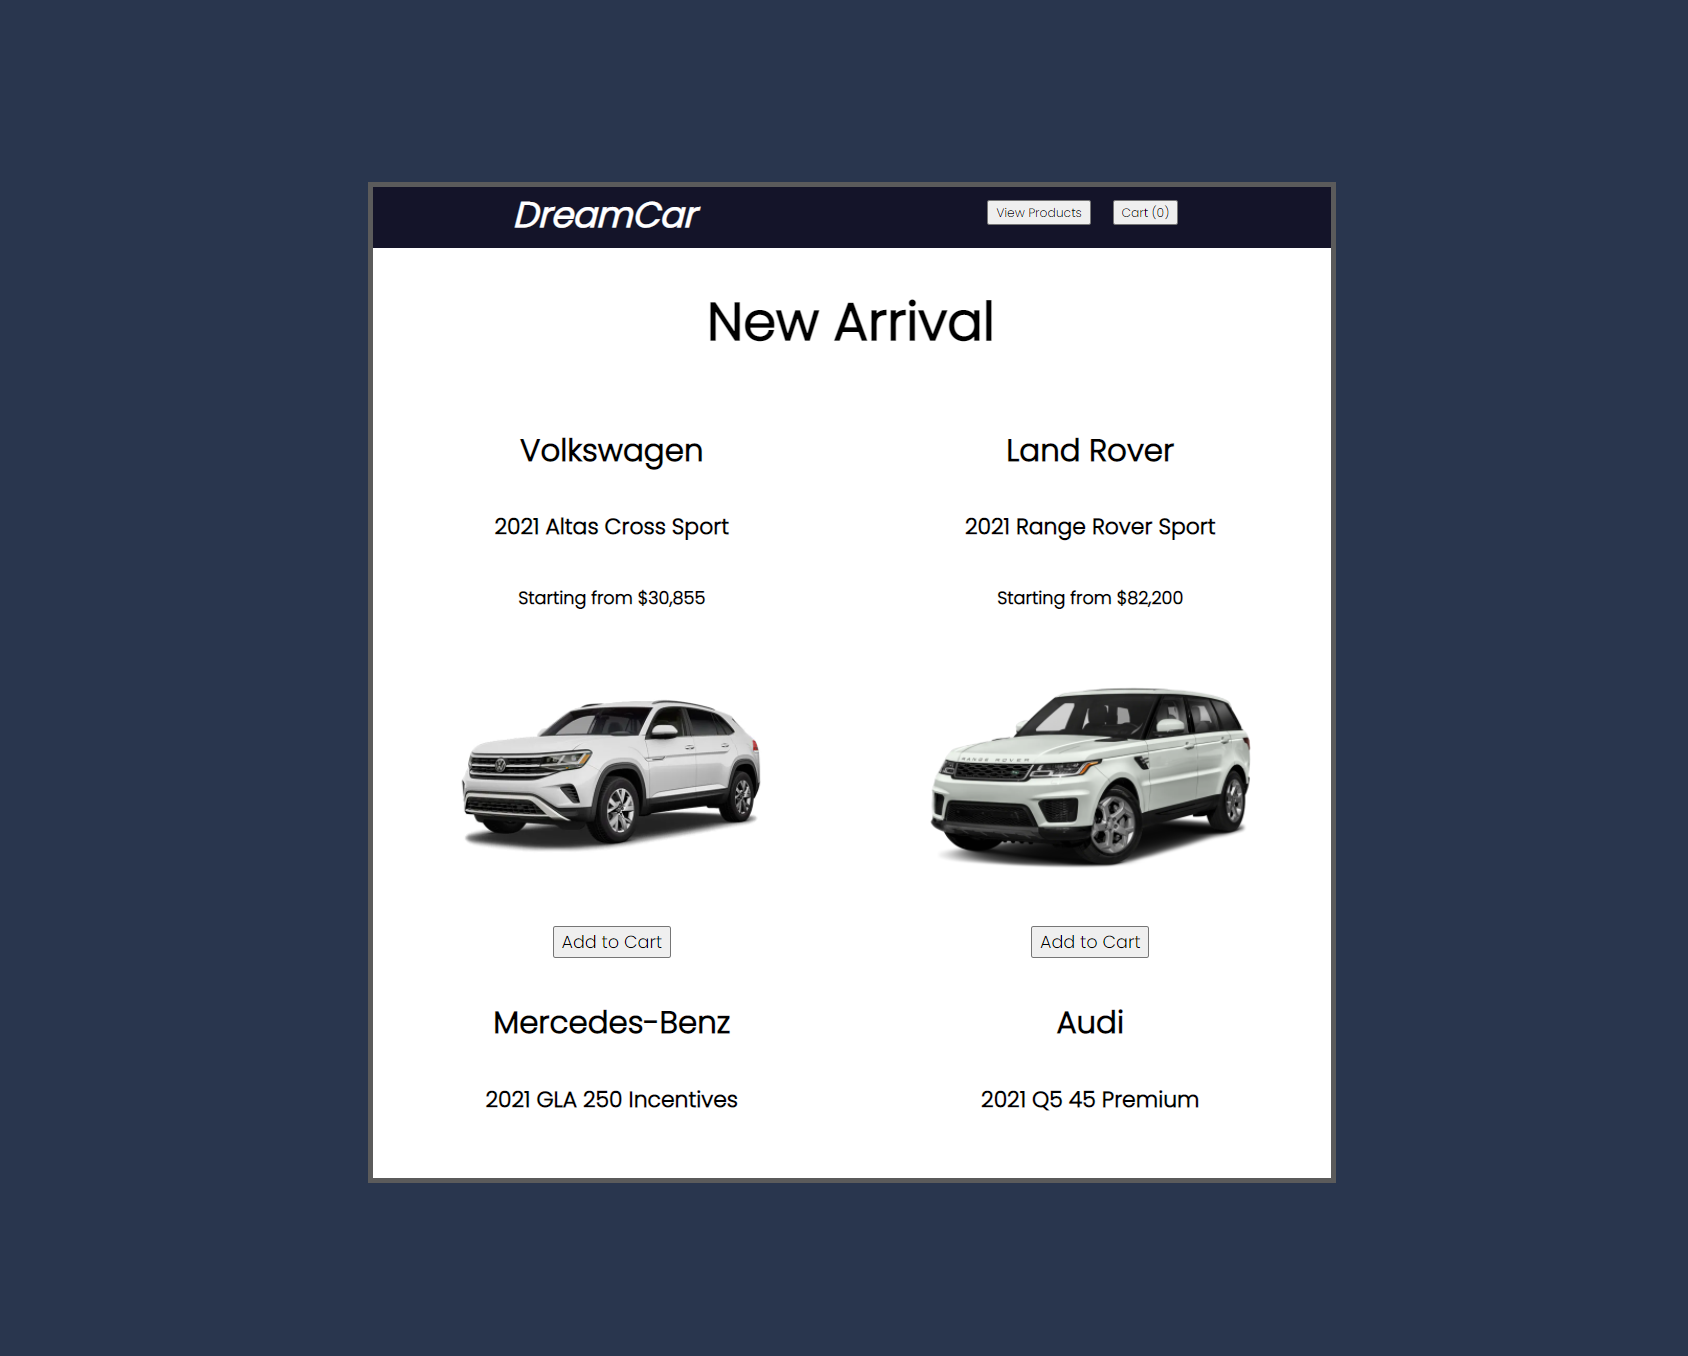 DreamCar
View Products
Cart (0)
New Arrival
Volkswagen
2021 Altas Cross Sport
Starting from $30,855
Add to Cart
Land Rover
2021 Range Rover Sport
Starting from $82,200
RANGE ROVER
Add to Cart
Mercedes-Benz
2021 GLA 250 Incentives
Audi
2021 Q5 45 Premium